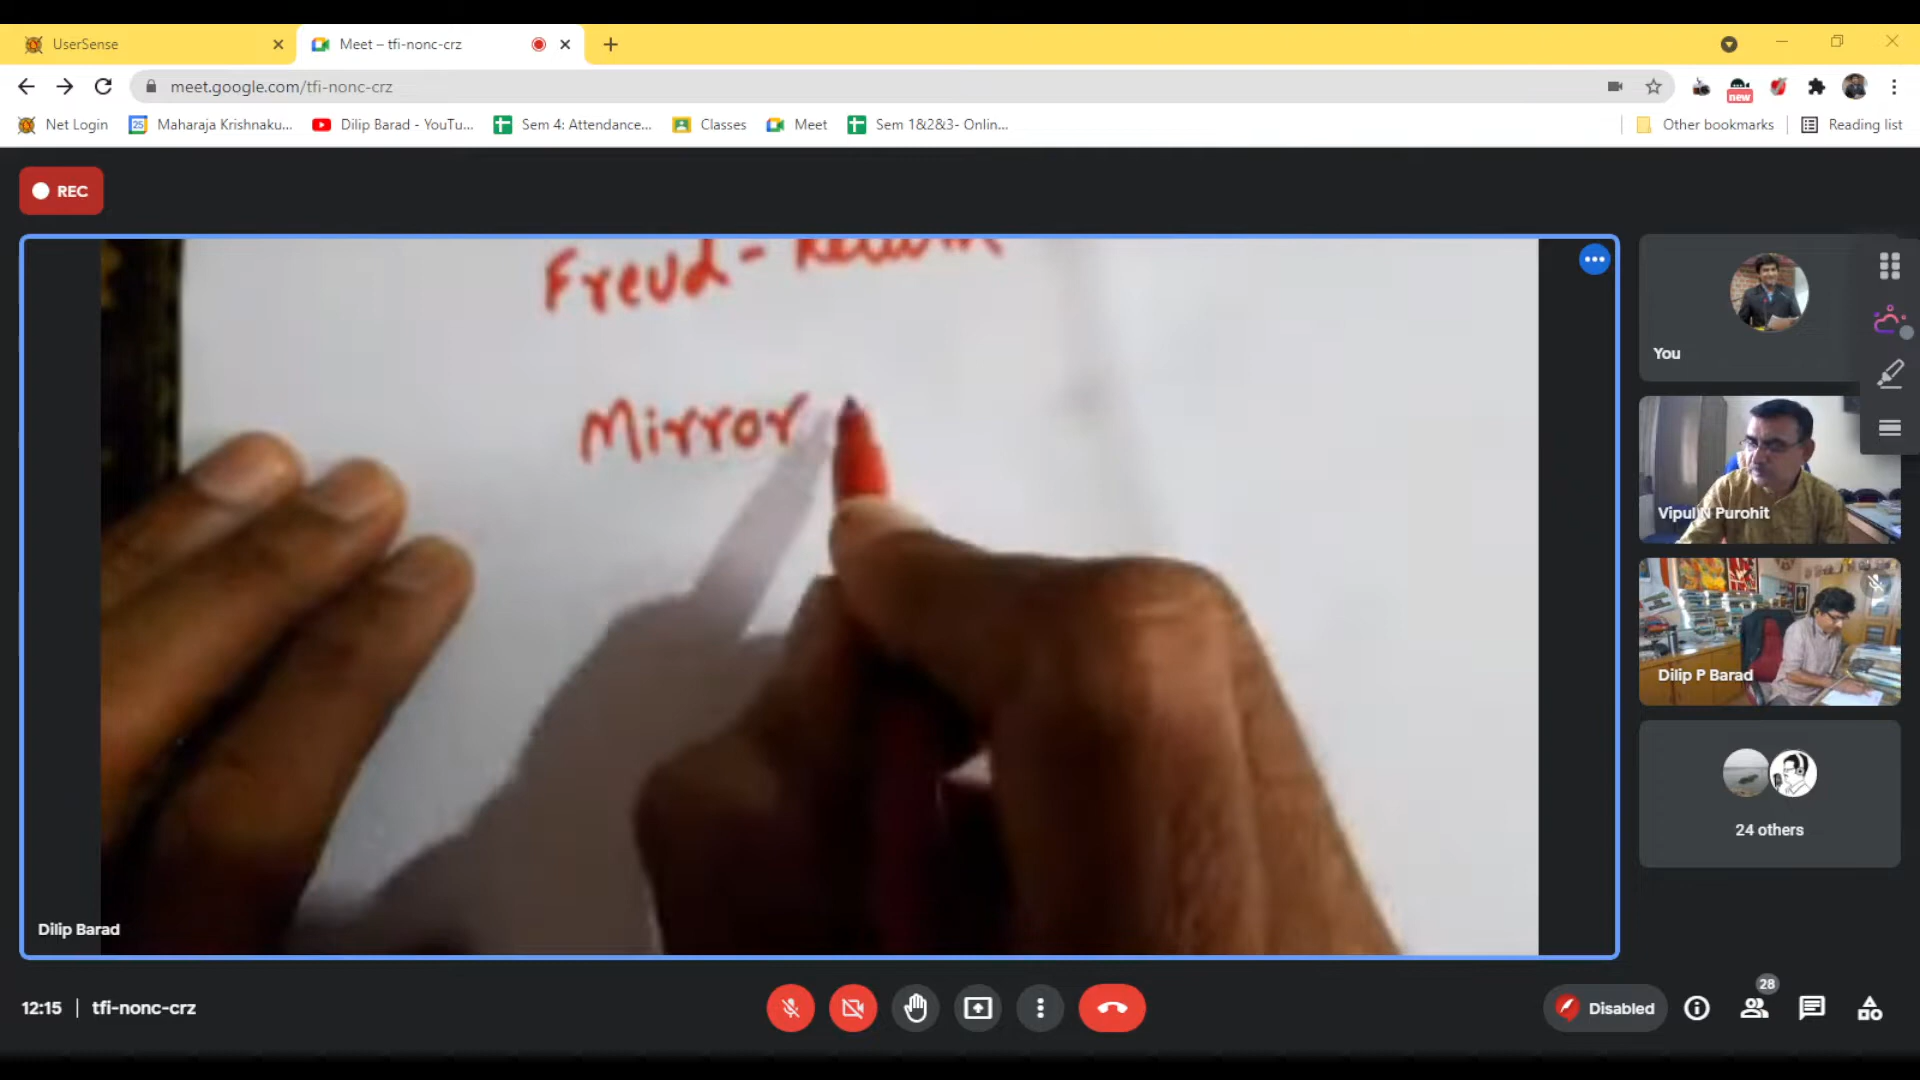 UserSense
Meet – tfi-nonc-crz
meet.google.com/tfi-nonc-crz
new
Net Login
25
Maharaja Krishnaku...
Dilip Barad - YouTu...
Sem 4: Attendance...
Classes
Meet
Sem 1&2&3- Onlin...
Other bookmarks
Reading list
REC
Freud -
Mirror
Dilip Barad
You
Vipul N Purohit
Dilip P Barad
24 others
12:15 | tfi-nonc-crz
Disabled
28